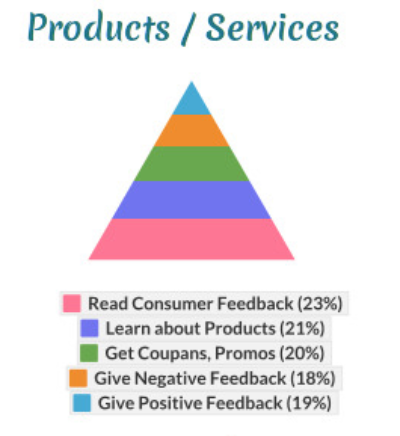 Products / Services
Read Consumer Feedback (23%)
Learn about Products (21%)
Get Coupans, Promos (20%)
Give Negative Feedback (18%)
Give Positive Feedback (19%)